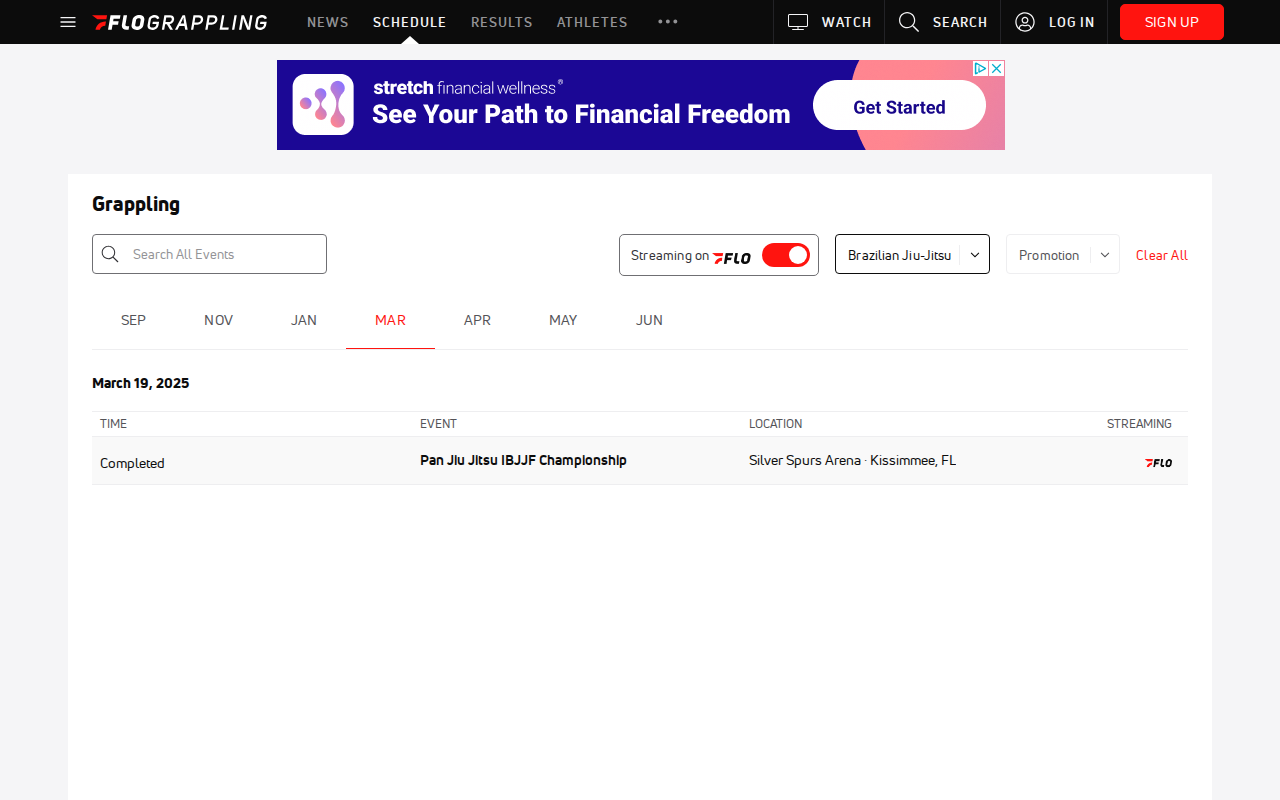 FLOGRAPPLING NEWS SCHEDULE RESULTS ATHLETES WATCH SEARCH LOG IN SIGN UP
stretch financial wellness®
See Your Path to Financial Freedom
Get Started
Grappling
Search All Events
Streaming on FLO
Brazilian Jiu-Jitsu
Promotion
Clear All
SEP NOV JAN MAR APR MAY JUN
March 19, 2025
TIME EVENT LOCATION STREAMING
Completed Pan Jiu Jitsu IBJJF Championship Silver Spurs Arena · Kissimmee, FL FLO